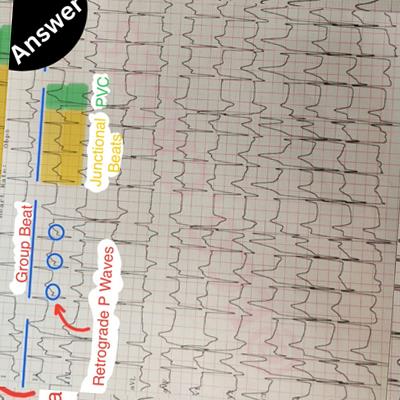 Answer
PVC
Junctional
Beats
Group Beat
Retrograde P Waves
aVL